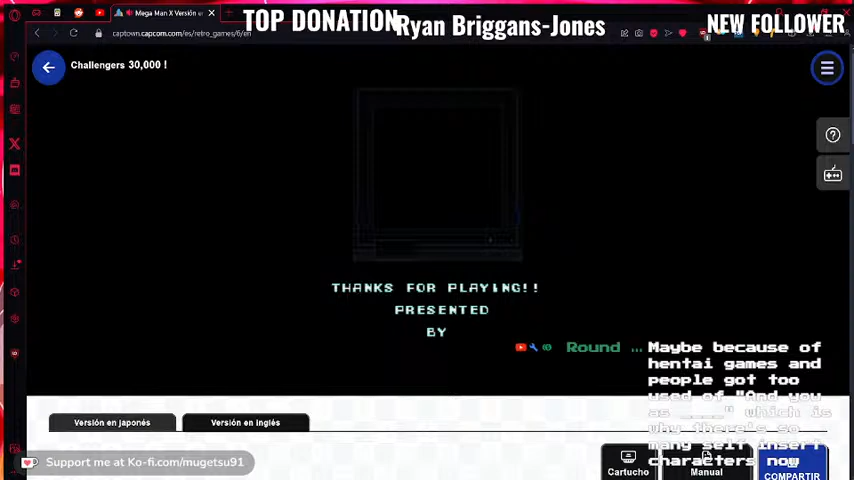 Mega Man X Versión e
TOP DONATION
Ryan Briggans-Jones
NEW FOLLOWER
captown.capcom.com/es/retro_games/6/en
Challengers 30,000 !
THANKS FOR PLAYING!!
PRESENTED
BY
Round ...
Maybe because of
hentai games and
people got too
used of "And you
as ____" which is
why there's so
many self insert
characters now
Versión en japonés
Versión en inglés
Cartucho
Manual
COMPARTIR
Support me at Ko-fi.com/mugetsu91